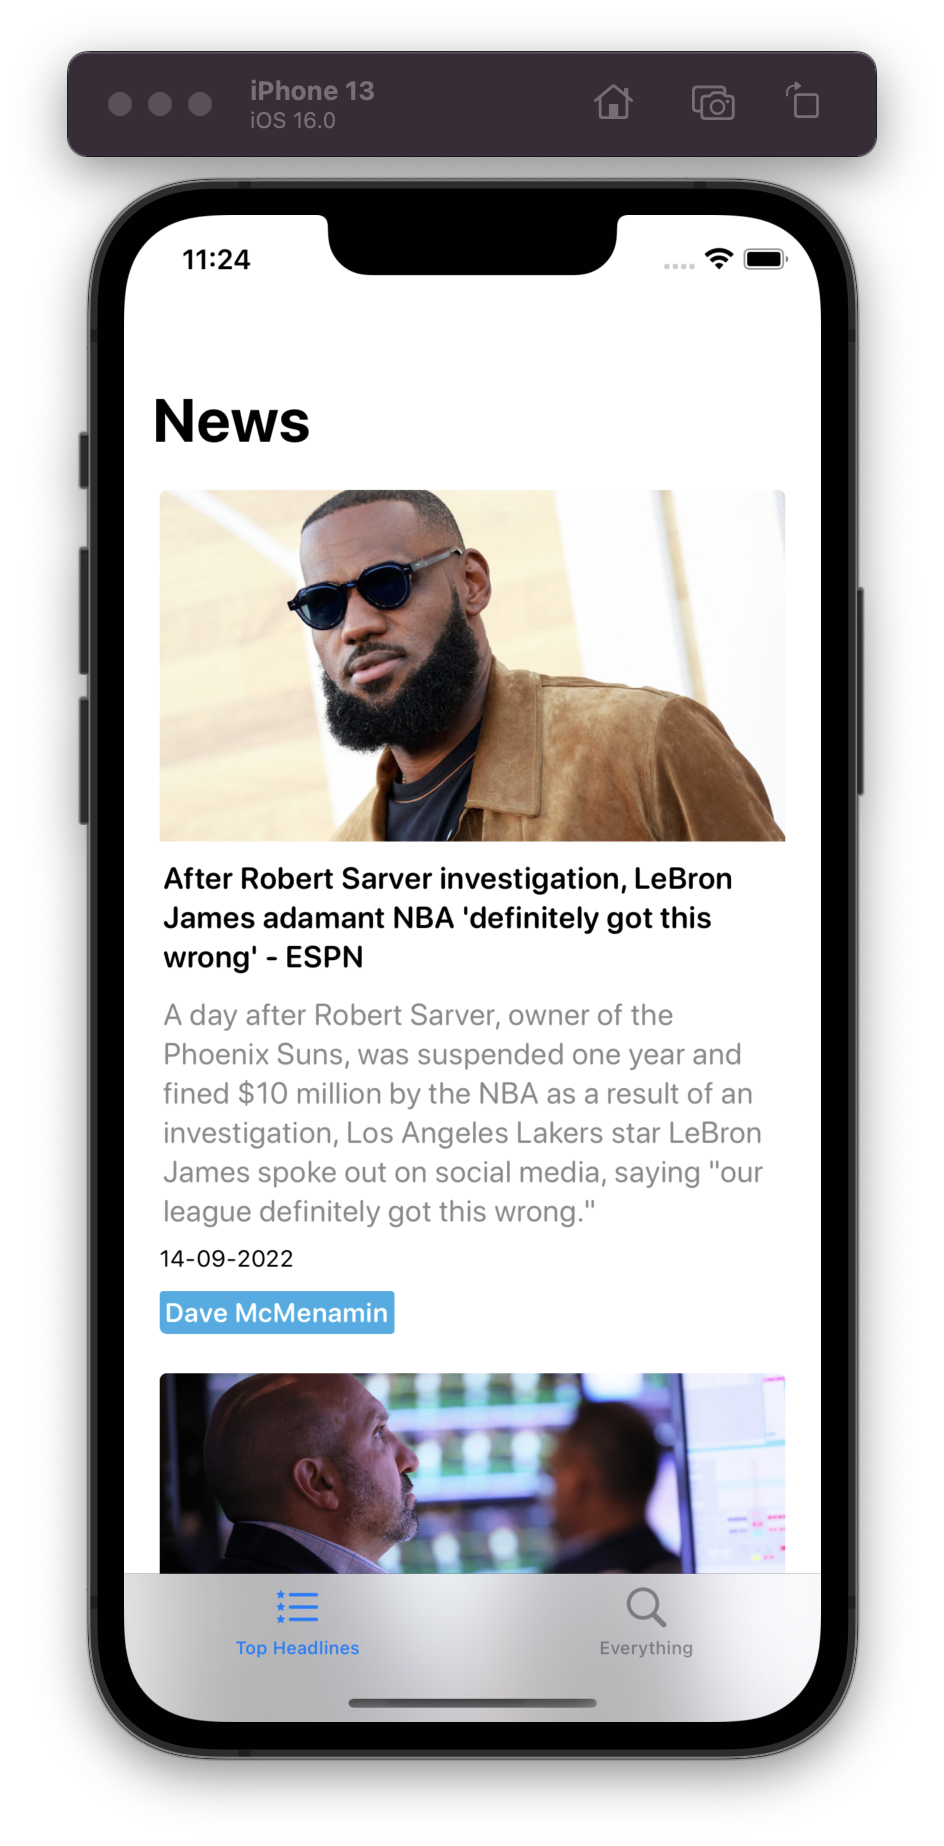 iPhone 13
iOS 16.0
11:24
News
After Robert Sarver investigation, LeBron
James adamant NBA 'definitely got this
wrong' - ESPN
A day after Robert Sarver, owner of the
Phoenix Suns, was suspended one year and
fined $10 million by the NBA as a result of an
investigation, Los Angeles Lakers star LeBron
James spoke out on social media, saying "our
league definitely got this wrong."
14-09-2022
Dave McMenamin
Top Headlines
Everything